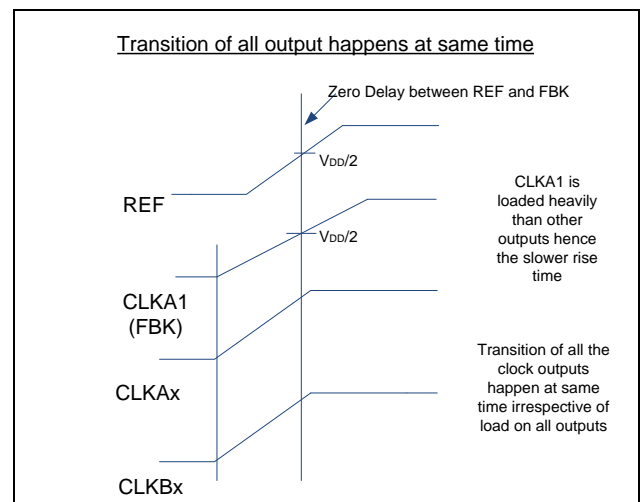 Transition of all output happens at same time
Zero Delay between REF and FBK
VDD/2
REF
VDD/2
CLKA1 is
loaded heavily
than other
outputs hence
the slower rise
time
CLKA1
(FBK)
CLKAx
Transition of all the
clock outputs
happen at same
time irrespective of
load on all outputs
CLKBx